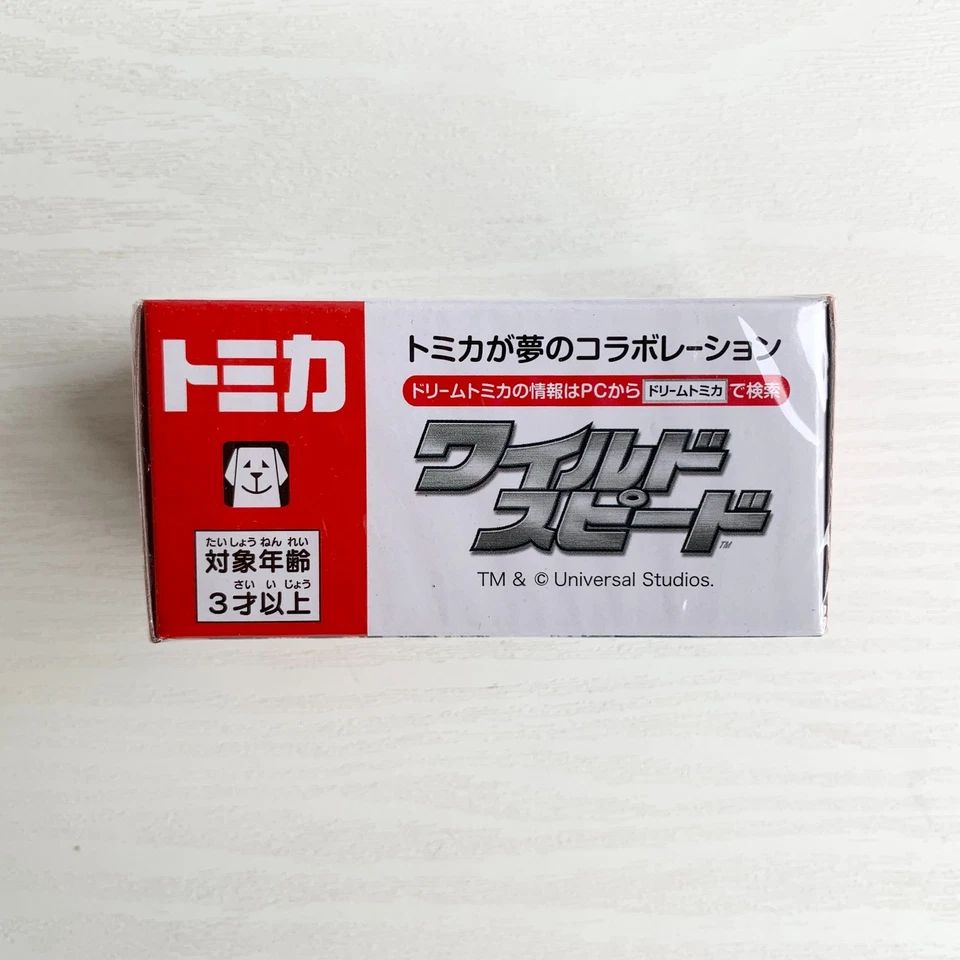 トミカ
たいしょうねんれい
対象年齢
さいいじょう
3才以上
トミカが夢のコラボレーション
ドリームトミカの情報はPCからドリームトミカで検索
ワイルド
スピード™
TM & © Universal Studios.